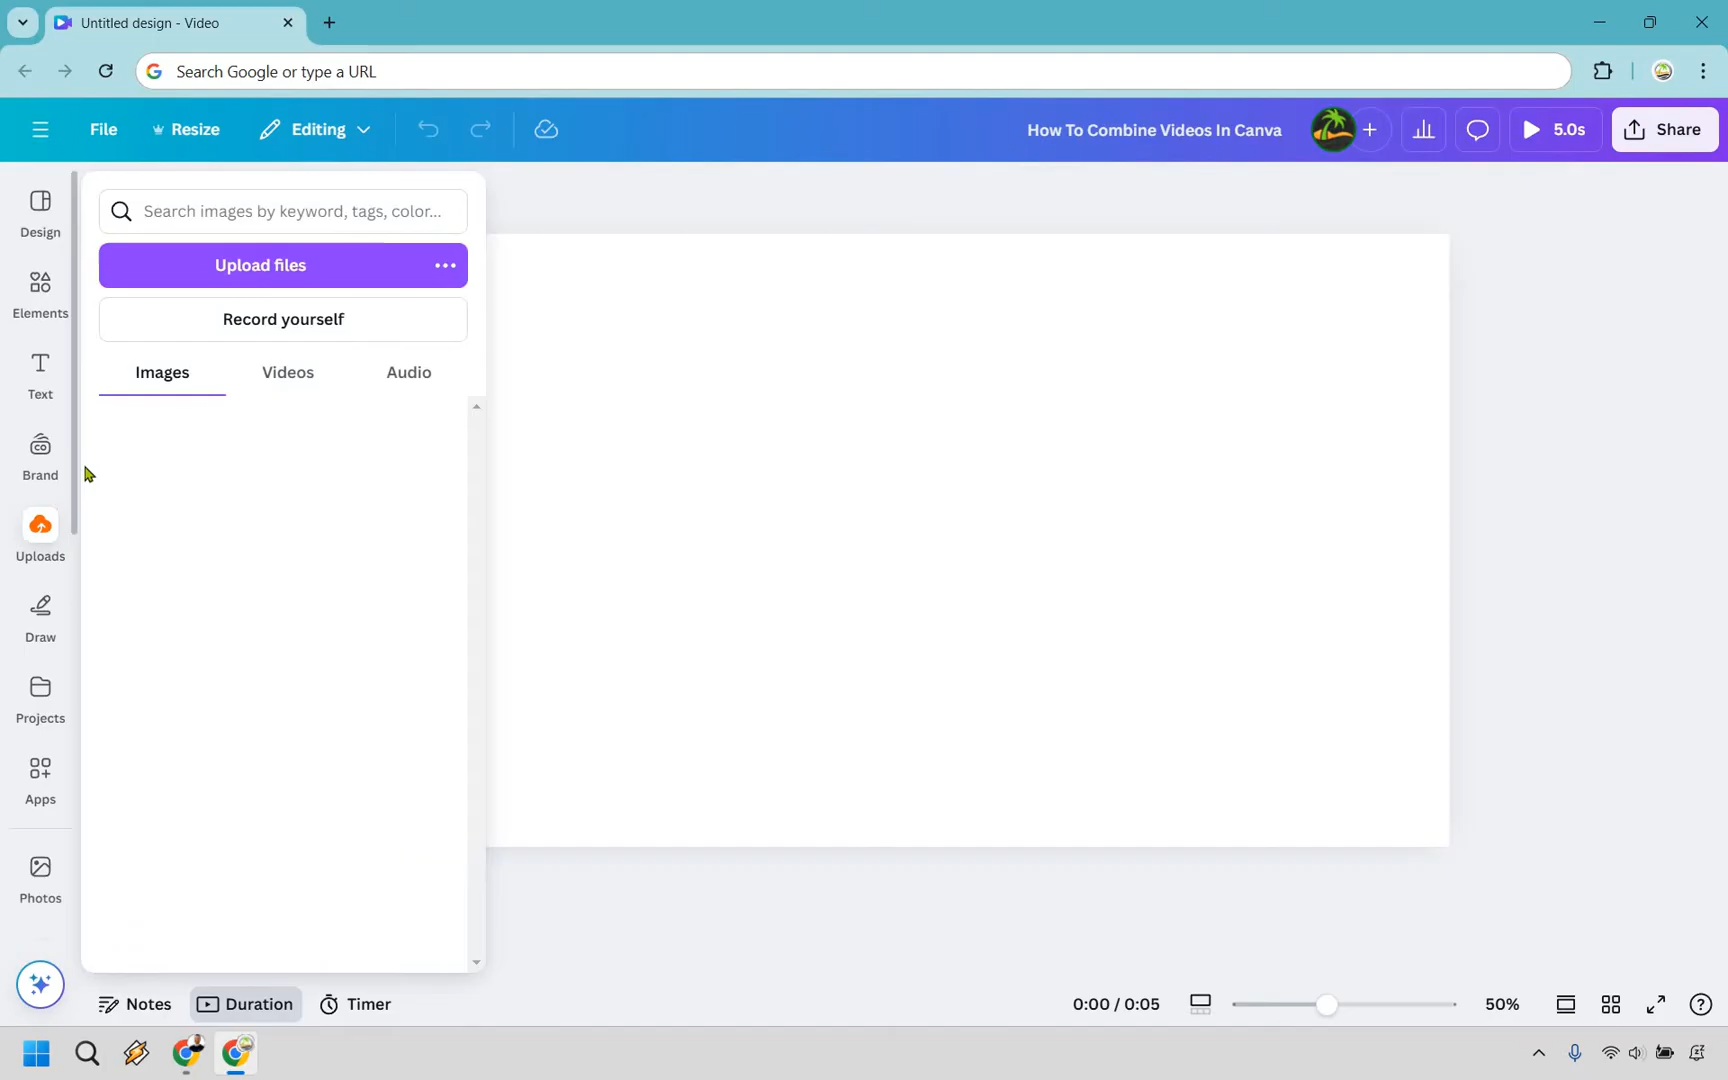 Untitled design - Video
Search Google or type a URL
File
Resize
Editing
How To Combine Videos In Canva
5.0s
Share
Design
Elements
Text
Brand
Uploads
Draw
Projects
Apps
Photos
Search images by keyword, tags, color...
Upload files
Record yourself
Images
Videos
Audio
Notes
Duration
Timer
0:00 / 0:05
50%